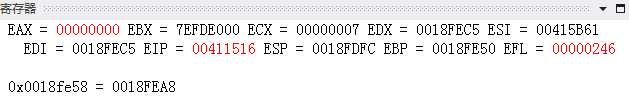 寄存器
EAX = 00000000 EBX = 7EFDE000 ECX = 00000007 EDX = 0018FEC5 ESI = 00415B61
EDI = 0018FEC5 EIP = 00411516 ESP = 0018FDFC EBP = 0018FE50 EFL = 00000246
0x0018fe58 = 0018FEA8